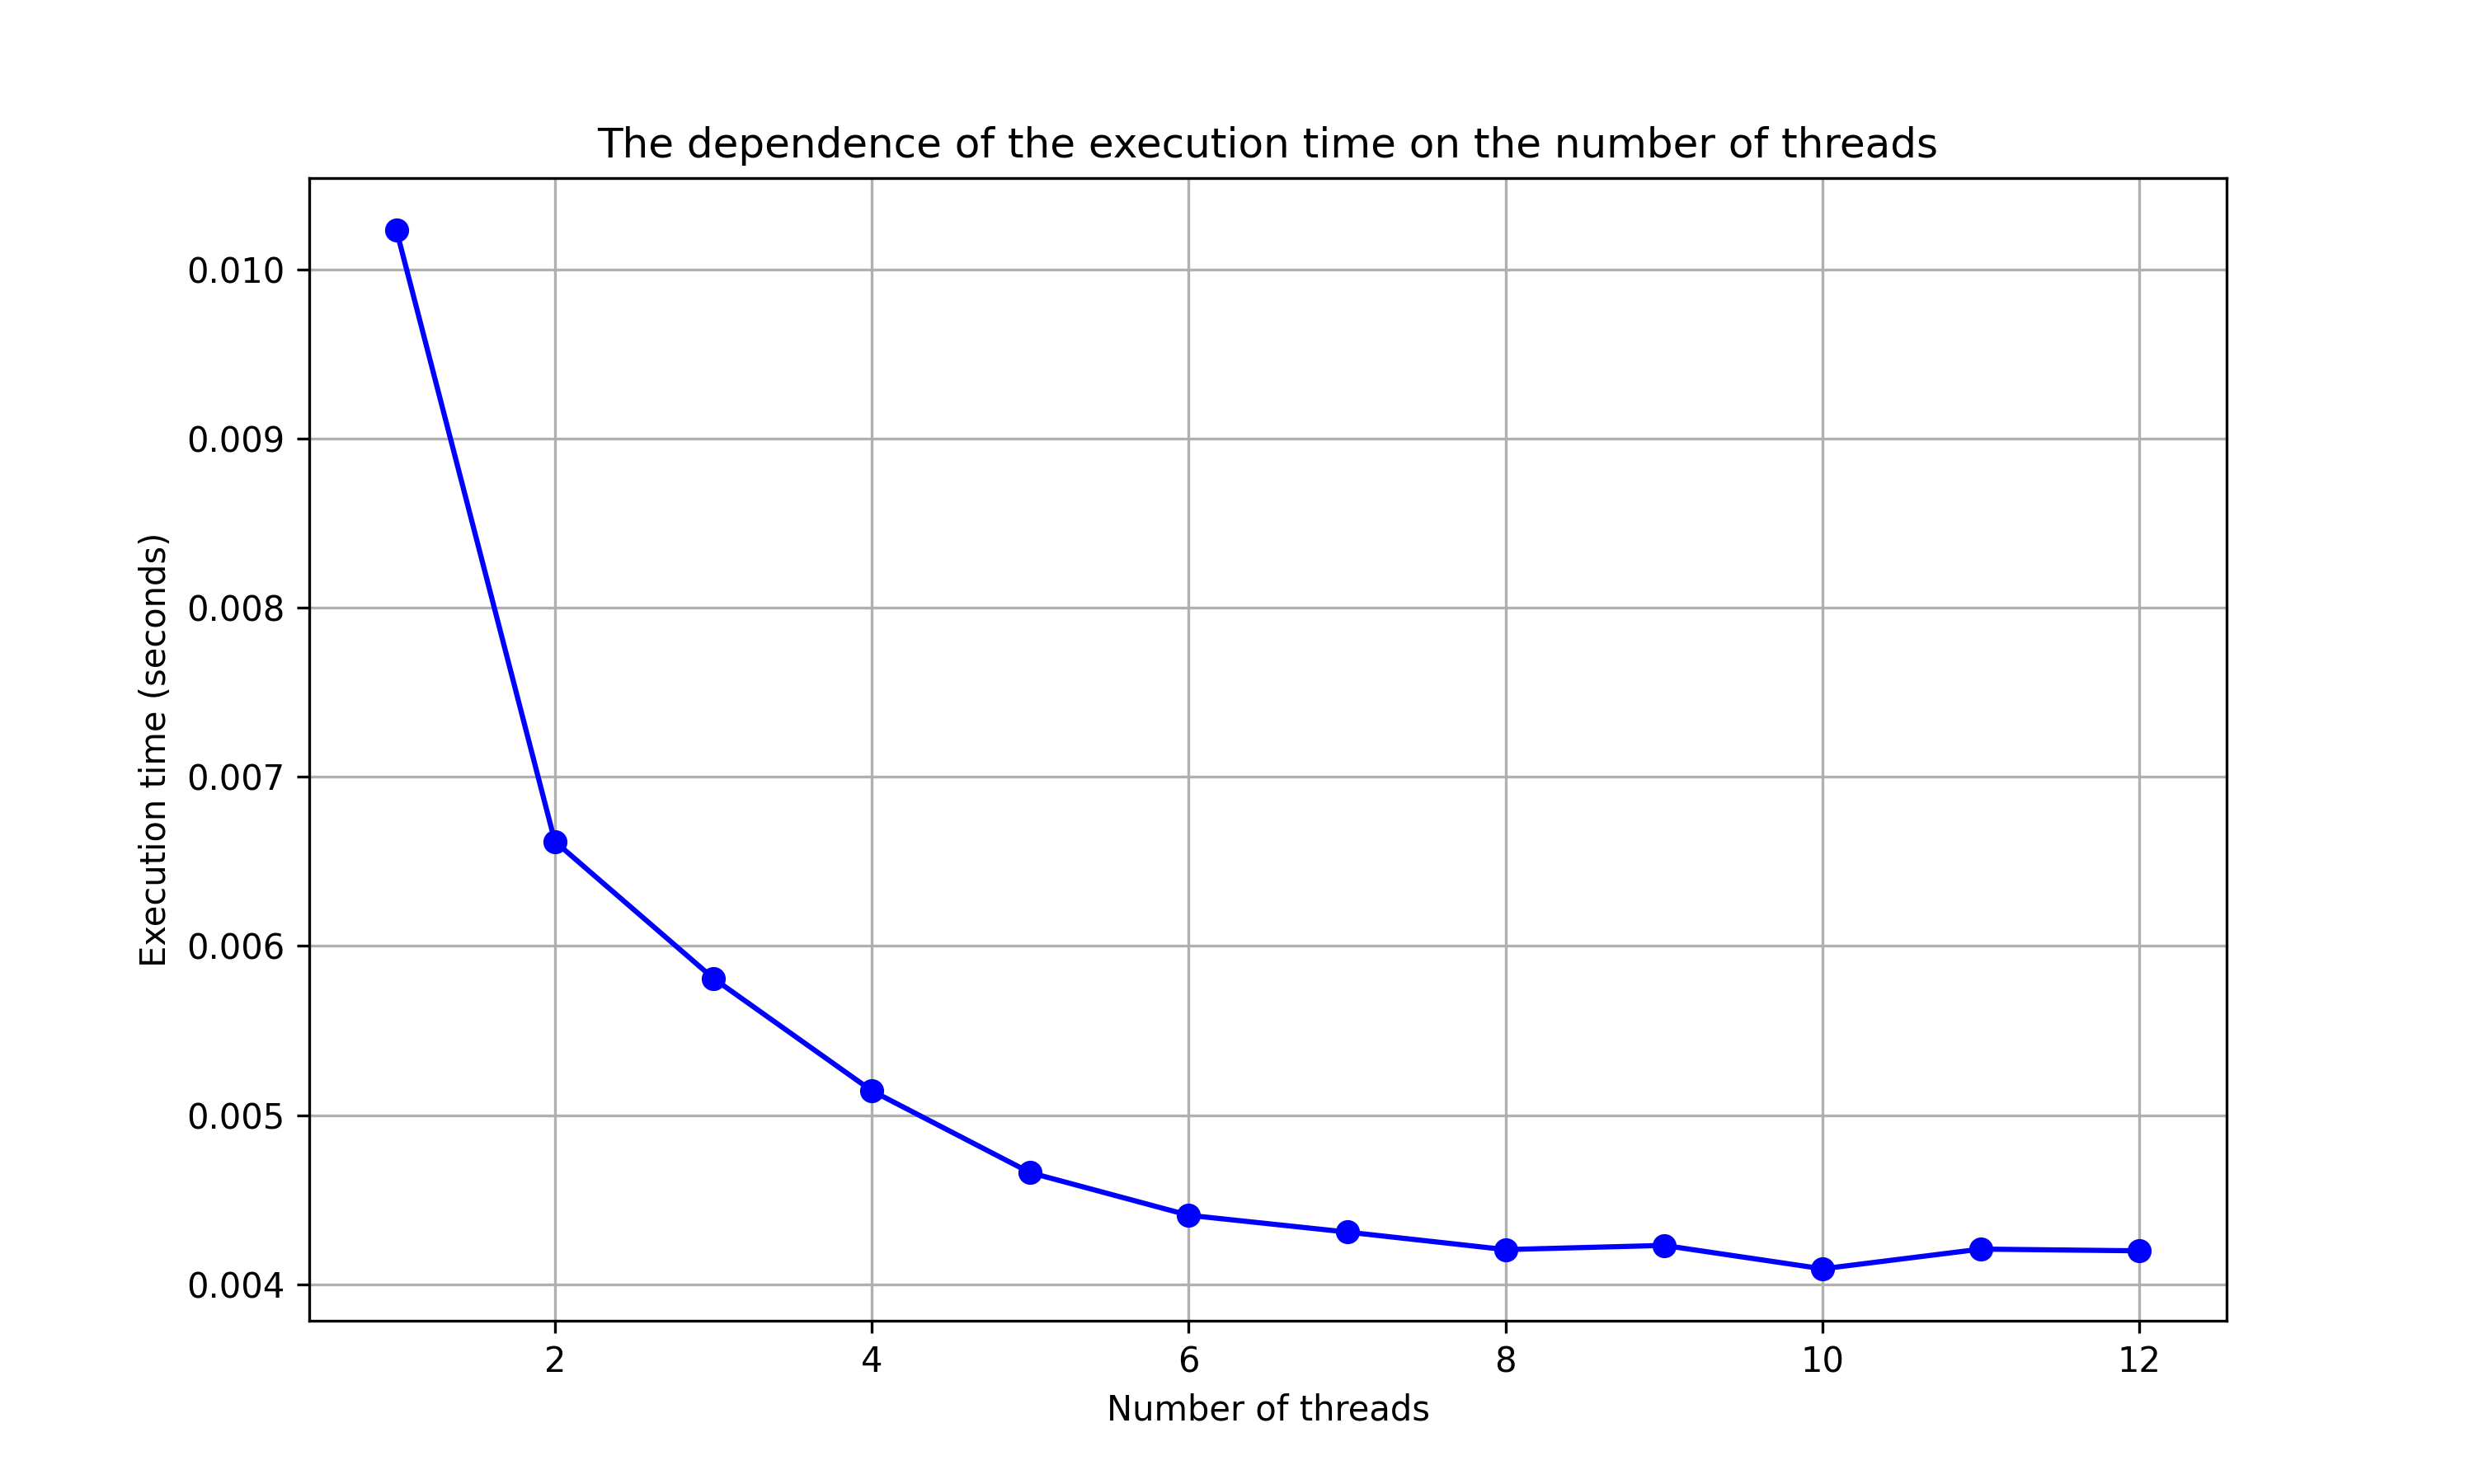 The dependence of the execution time on the number of threads
Execution time (seconds)
0.010
0.009
0.008
0.007
0.006
0.005
0.004
2 4 6 8 10 12
Number of threads